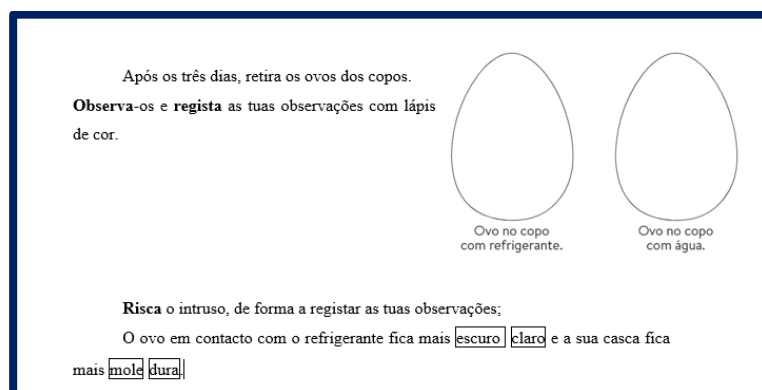 Após os três dias, retira os ovos dos copos.
Observa-os e regista as tuas observações com lápis
de cor.
Ovo no copo
com refrigerante.
Ovo no copo
com água.
Risca o intruso, de forma a registar as tuas observações;
O ovo em contacto com o refrigerante fica mais escuro claro e a sua casca fica
mais mole dura.